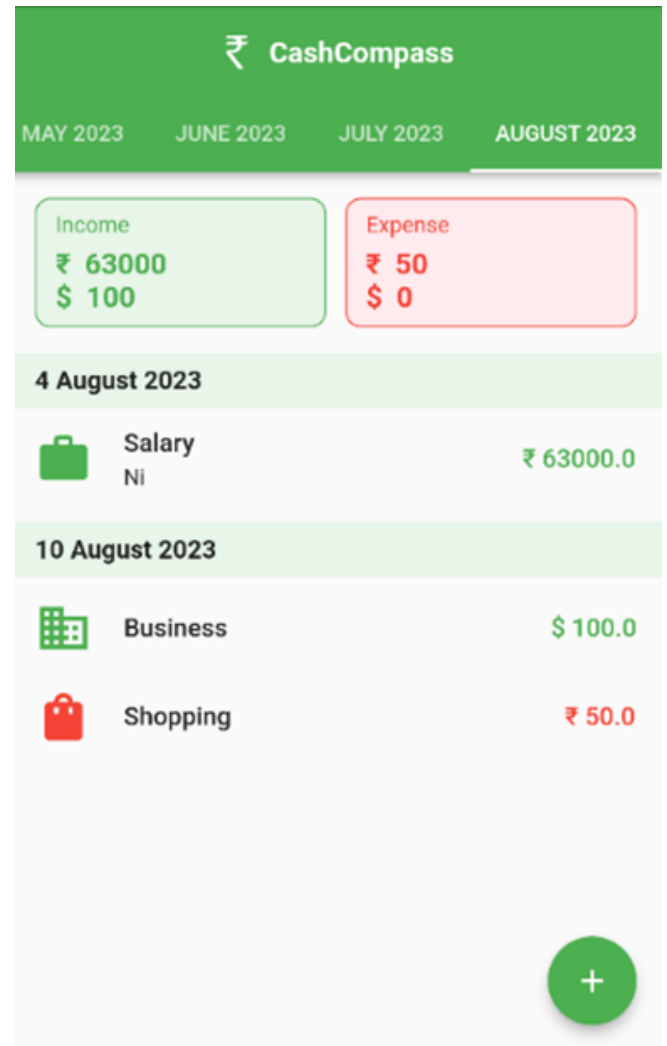 ₹ CashCompass
MAY 2023 JUNE 2023 JULY 2023 AUGUST 2023
Income
₹ 63000
$ 100
Expense
₹ 50
$ 0
4 August 2023
Salary
Ni
₹ 63000.0
10 August 2023
Business $ 100.0
Shopping ₹ 50.0
+